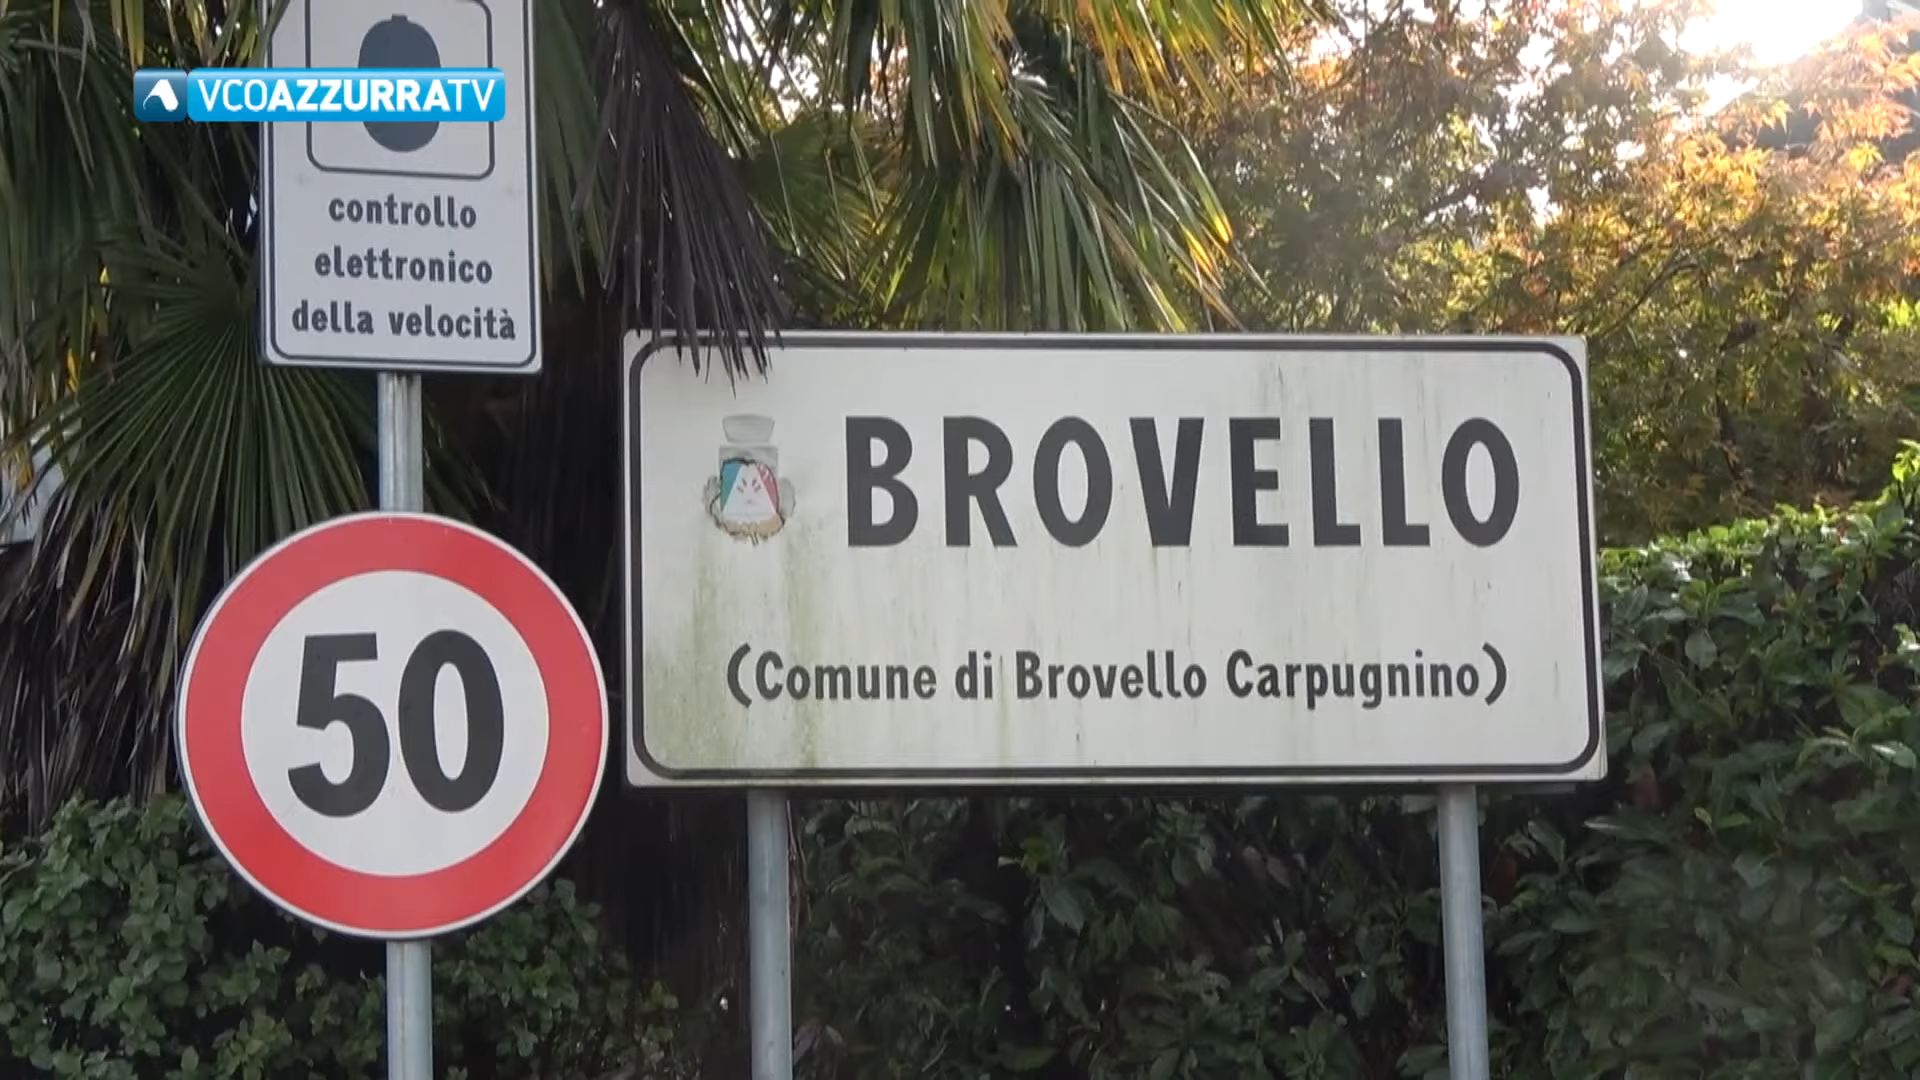 VCOAZZURRATV
controllo
elettronico
della velocità
50
BROVELLO
(Comune di Brovello Carpugnino)